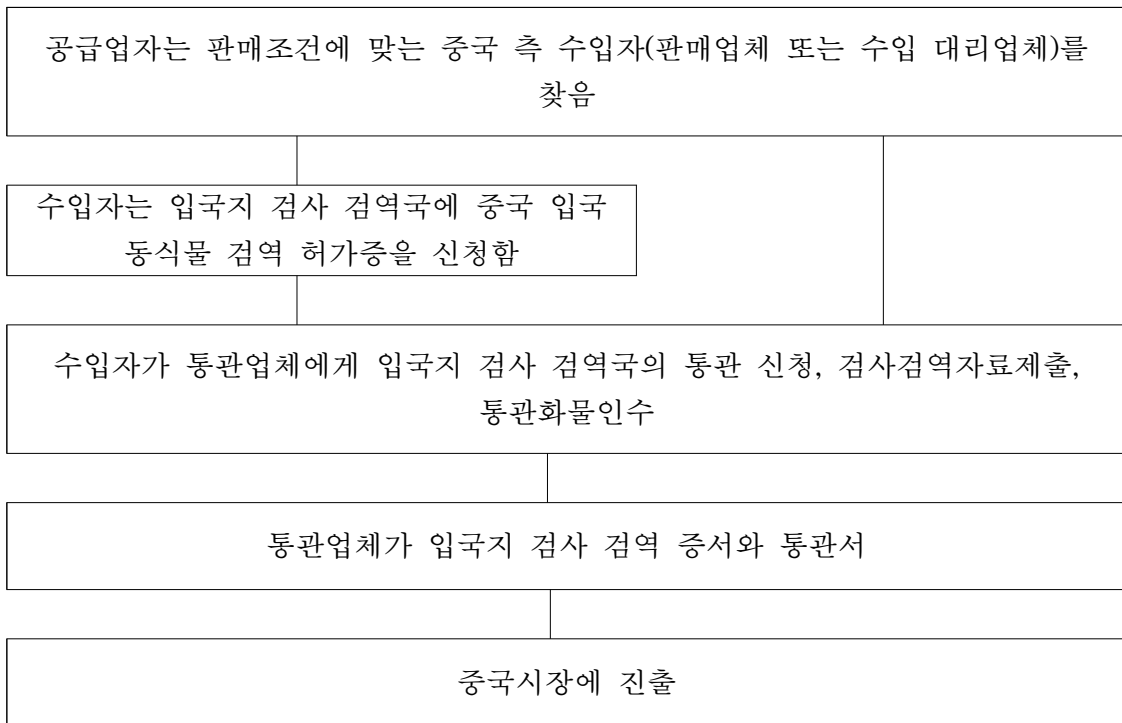 공급업자는 판매조건에 맞는 중국 측 수입자(판매업체 또는 수입 대리업체)를
찾음
수입자는 입국지 검사 검역국에 중국 입국
동식물 검역 허가증을 신청함
수입자가 통관업체에게 입국지 검사 검역국의 통관 신청, 검사검역자료제출,
통관화물인수
통관업체가 입국지 검사 검역 증서와 통관서
중국시장에 진출